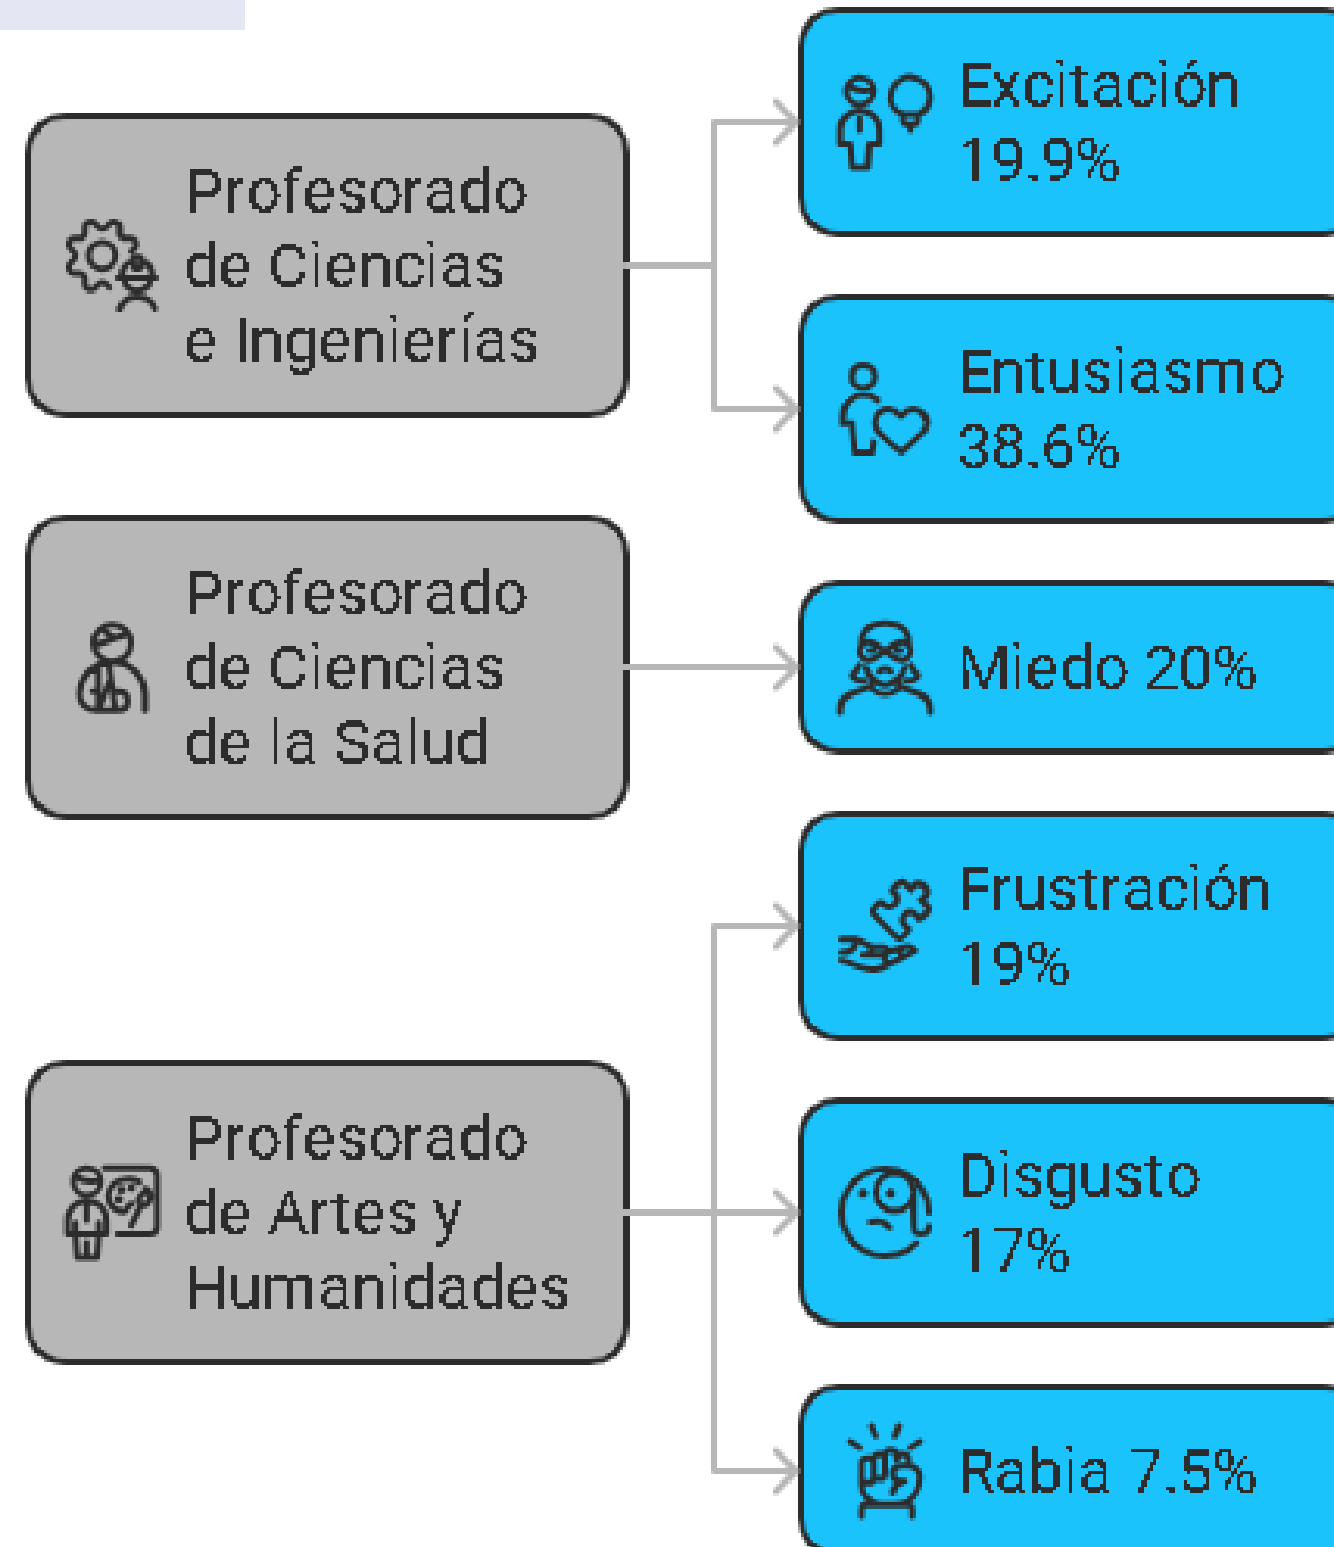 Profesorado
de Ciencias
e Ingenierías
Excitación
19.9%
Entusiasmo
38.6%
Profesorado
de Ciencias
de la Salud
Miedo 20%
Profesorado
de Artes y
Humanidades
Frustración
19%
Disgusto
17%
Rabia 7.5%